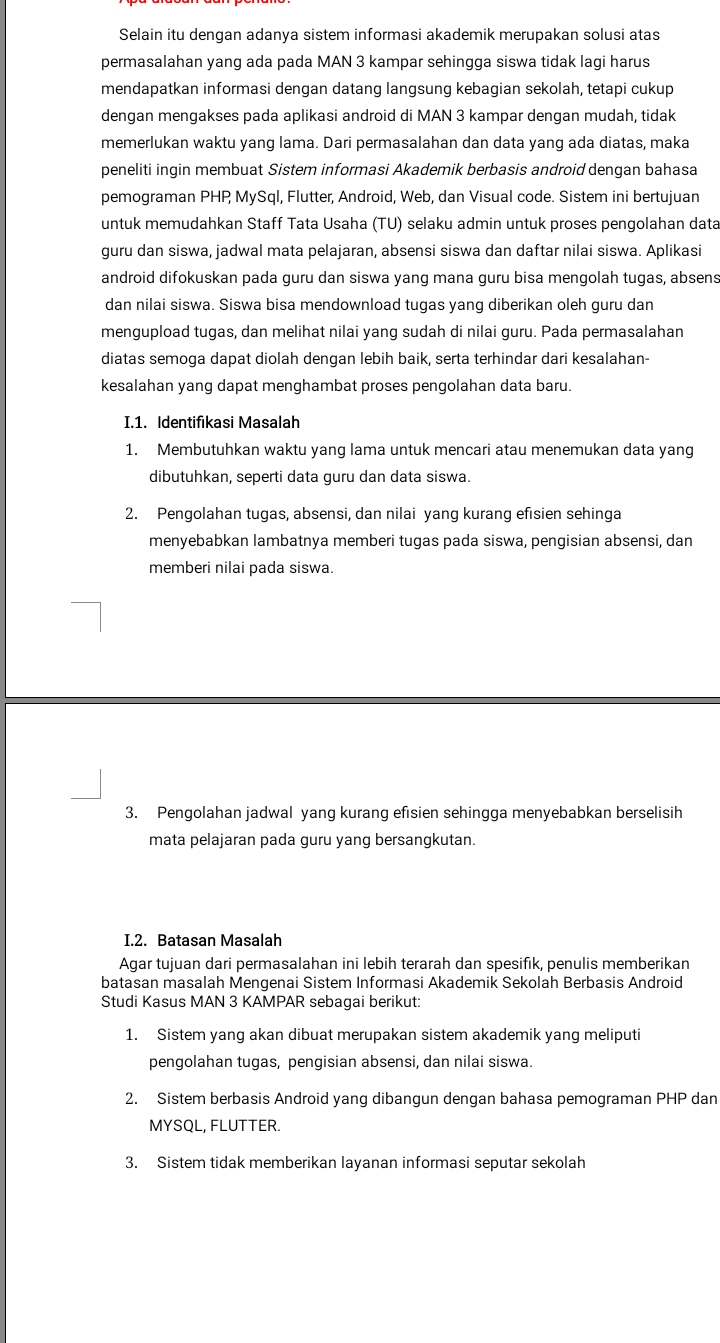 Apa alasan dari penulis?
Selain itu dengan adanya sistem informasi akademik merupakan solusi atas
permasalahan yang ada pada MAN 3 kampar sehingga siswa tidak lagi harus
mendapatkan informasi dengan datang langsung kebagian sekolah, tetapi cukup
dengan mengakses pada aplikasi android di MAN 3 kampar dengan mudah, tidak
memerlukan waktu yang lama. Dari permasalahan dan data yang ada diatas, maka
peneliti ingin membuat Sistem informasi Akademik berbasis android dengan bahasa
pemograman PHP, MySql, Flutter, Android, Web, dan Visual code. Sistem ini bertujuan
untuk memudahkan Staff Tata Usaha (TU) selaku admin untuk proses pengolahan data
guru dan siswa, jadwal mata pelajaran, absensi siswa dan daftar nilai siswa. Aplikasi
android difokuskan pada guru dan siswa yang mana guru bisa mengolah tugas, absens
dan nilai siswa. Siswa bisa mendownload tugas yang diberikan oleh guru dan
mengupload tugas, dan melihat nilai yang sudah di nilai guru. Pada permasalahan
diatas semoga dapat diolah dengan lebih baik, serta terhindar dari kesalahan-
kesalahan yang dapat menghambat proses pengolahan data baru.
I.1. Identifikasi Masalah
1. Membutuhkan waktu yang lama untuk mencari atau menemukan data yang
dibutuhkan, seperti data guru dan data siswa.
2. Pengolahan tugas, absensi, dan nilai yang kurang efisien sehinga
menyebabkan lambatnya memberi tugas pada siswa, pengisian absensi, dan
memberi nilai pada siswa.
3. Pengolahan jadwal yang kurang efisien sehingga menyebabkan berselisih
mata pelajaran pada guru yang bersangkutan.
I.2. Batasan Masalah
Agar tujuan dari permasalahan ini lebih terarah dan spesifik, penulis memberikan
batasan masalah Mengenai Sistem Informasi Akademik Sekolah Berbasis Android
Studi Kasus MAN 3 KAMPAR sebagai berikut:
1. Sistem yang akan dibuat merupakan sistem akademik yang meliputi
pengolahan tugas, pengisian absensi, dan nilai siswa.
2. Sistem berbasis Android yang dibangun dengan bahasa pemograman PHP dan
MYSQL, FLUTTER.
3. Sistem tidak memberikan layanan informasi seputar sekolah